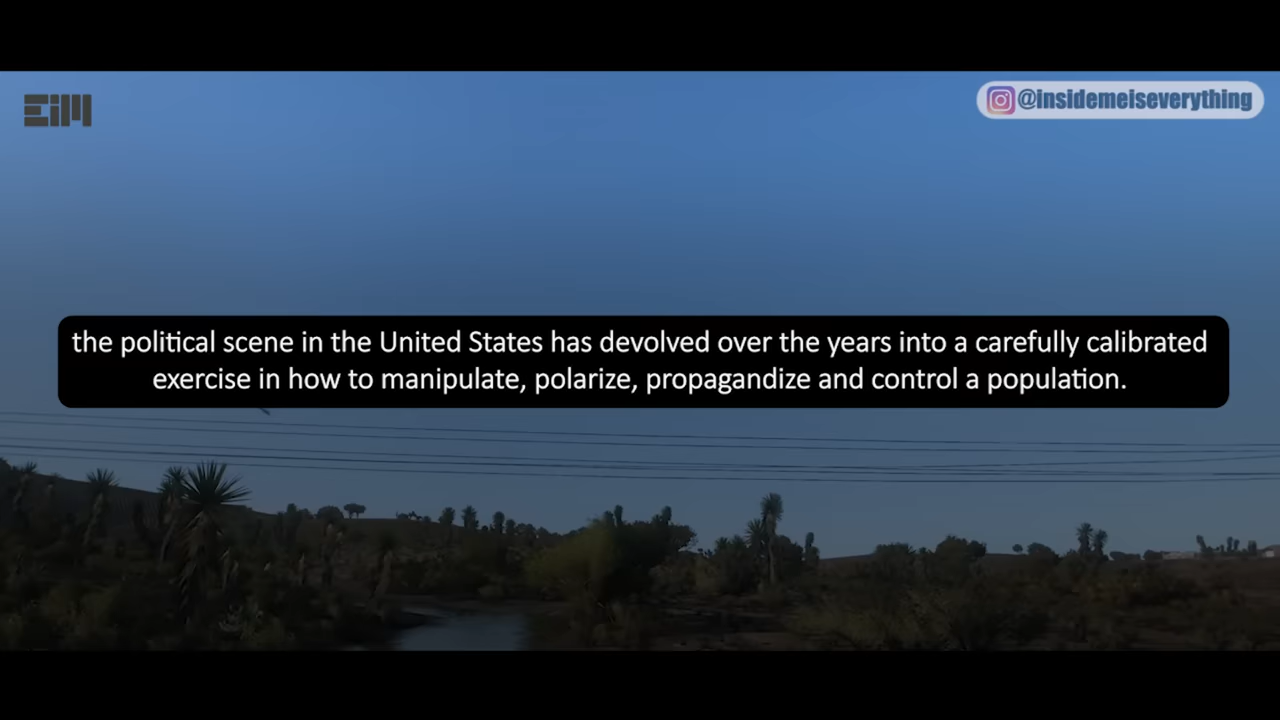 EiM
@insidemeiseverything
the political scene in the United States has devolved over the years into a carefully calibrated
exercise in how to manipulate, polarize, propagandize and control a population.